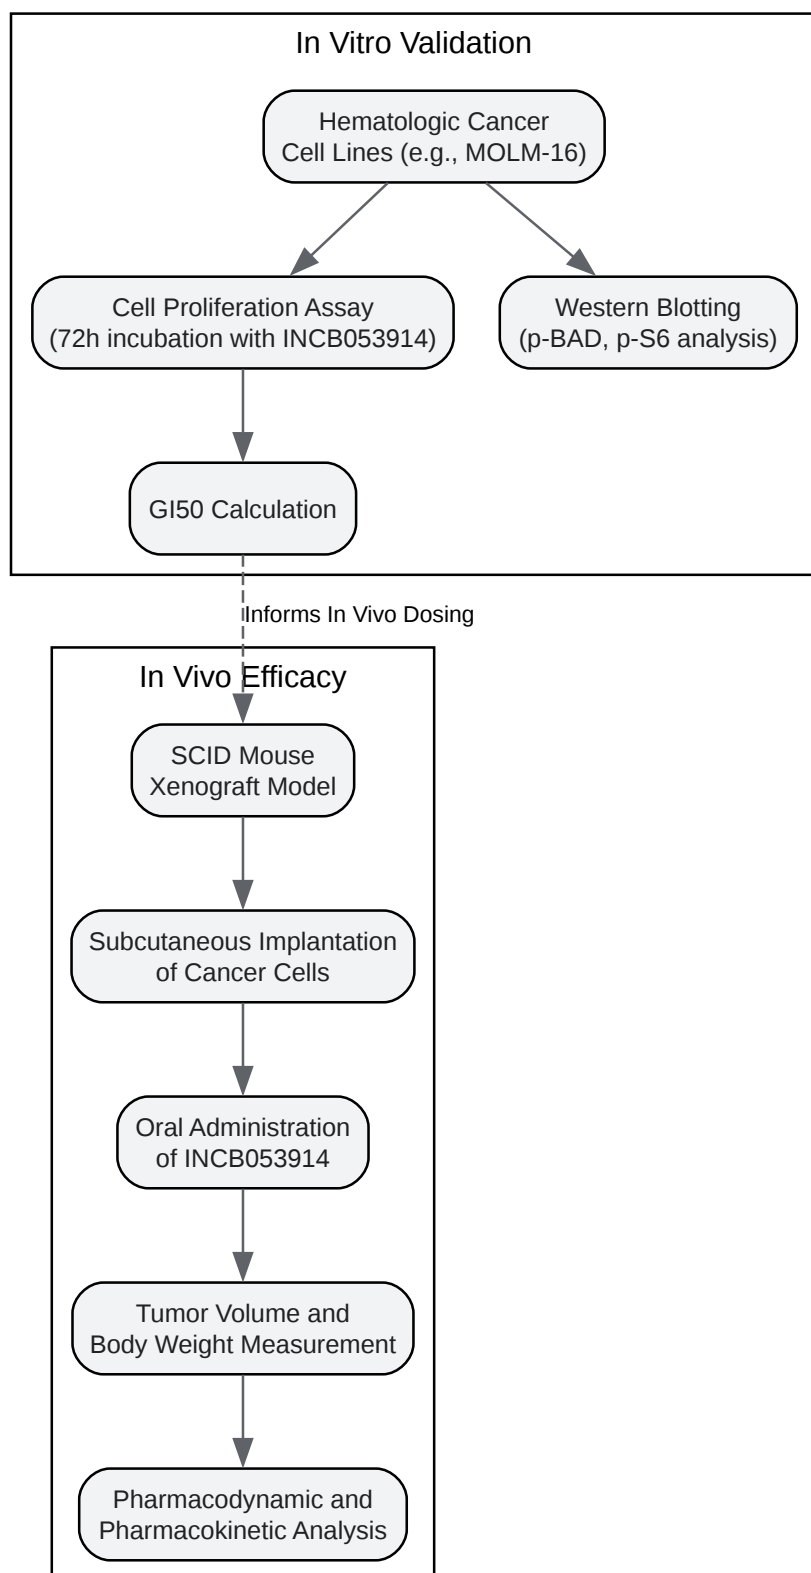 In Vitro Validation
Hematologic Cancer
Cell Lines (e.g., MOLM-16)
Cell Proliferation Assay
(72h incubation with INCB053914)
Western Blotting
(p-BAD, p-S6 analysis)
GI50 Calculation
Informs In Vivo Dosing
In Vivo Efficacy
SCID Mouse
Xenograft Model
Subcutaneous Implantation
of Cancer Cells
Oral Administration
of INCB053914
Tumor Volume and
Body Weight Measurement
Pharmacodynamic and
Pharmacokinetic Analysis